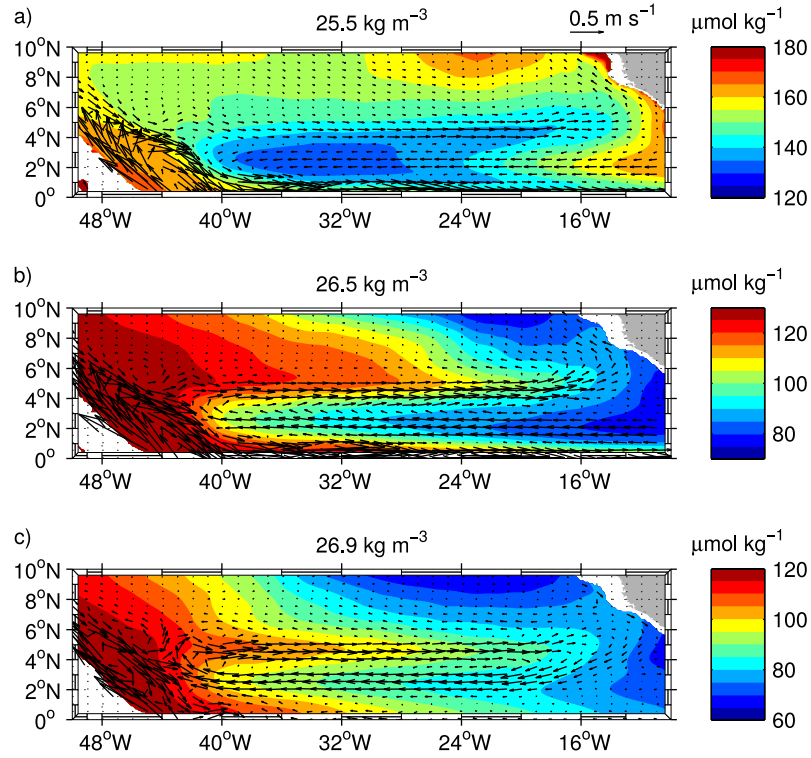 a) 25.5 kg m⁻³ 0.5 m s⁻¹ μmol kg⁻¹
10°N
8°N
6°N
4°N
2°N
0°
48°W 40°W 32°W 24°W 16°W
180
160
140
120
b) 26.5 kg m⁻³ μmol kg⁻¹
10°N
8°N
6°N
4°N
2°N
0°
48°W 40°W 32°W 24°W 16°W
120
100
80
c) 26.9 kg m⁻³ μmol kg⁻¹
10°N
8°N
6°N
4°N
2°N
0°
48°W 40°W 32°W 24°W 16°W
120
100
80
60